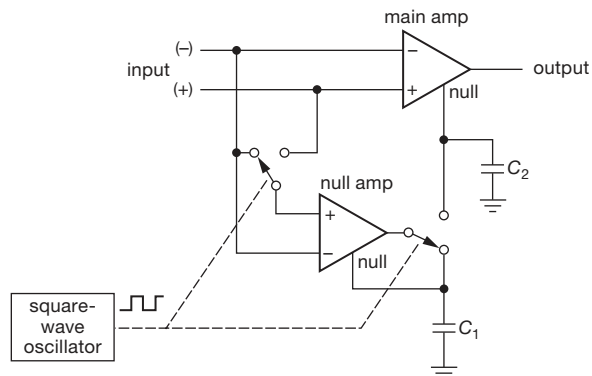 main amp
(–)
–
input
output
(+)
+
null
C2
null amp
+
–
null
square-
wave
oscillator
C1